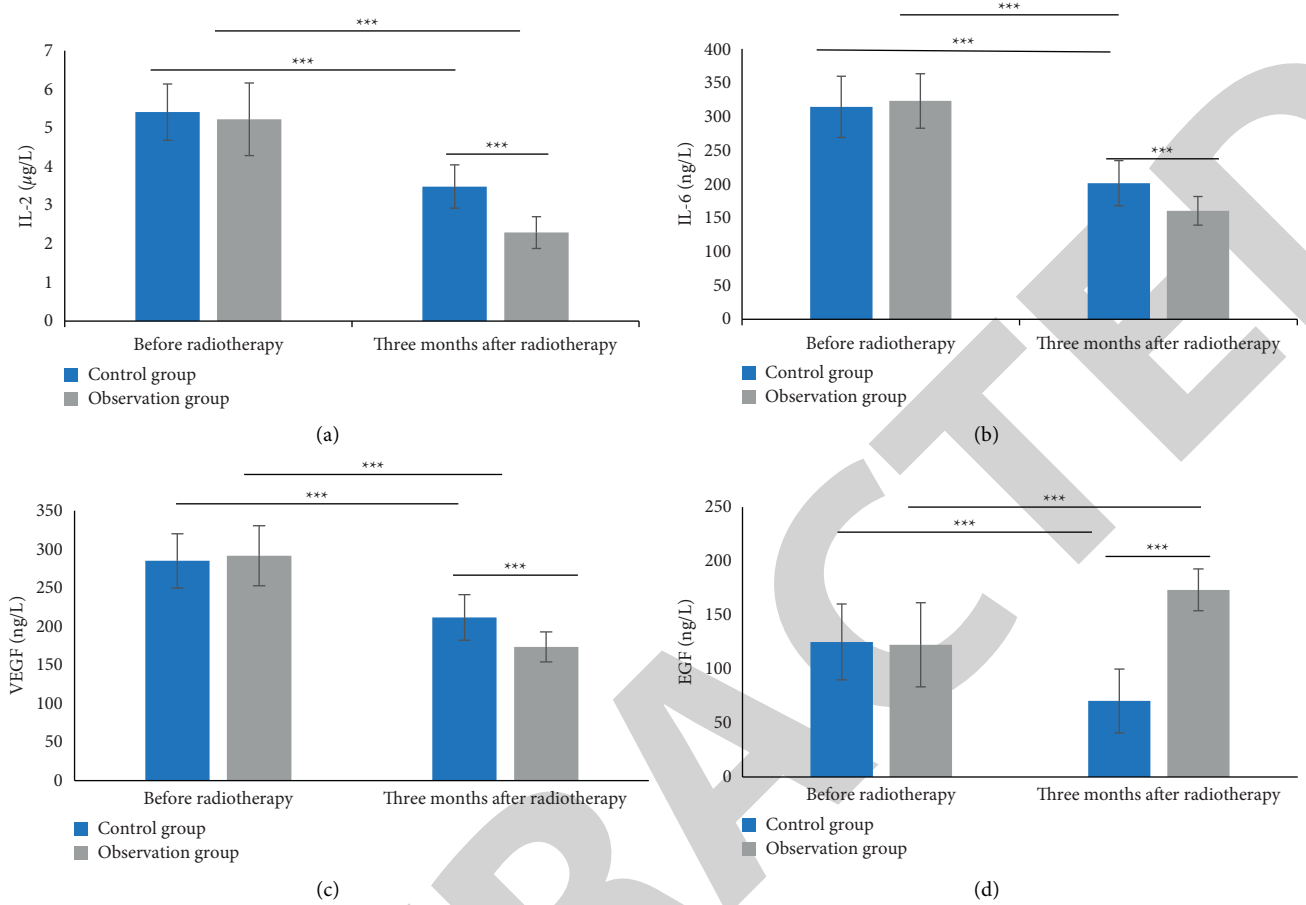 ***
***
7
6
5
4
3
2
1
0
IL-2 (µg/L)
***
Before radiotherapy
Three months after radiotherapy
Control group
Observation group
(a)
***
***
400
350
300
250
200
150
100
50
0
IL-6 (ng/L)
***
Before radiotherapy
Three months after radiotherapy
Control group
Observation group
(b)
***
***
350
300
250
200
150
100
50
0
VEGF (ng/L)
***
Before radiotherapy
Three months after radiotherapy
Control group
Observation group
(c)
***
***
250
200
150
100
50
0
EGF (ng/L)
***
Before radiotherapy
Three months after radiotherapy
Control group
Observation group
(d)
RACTED